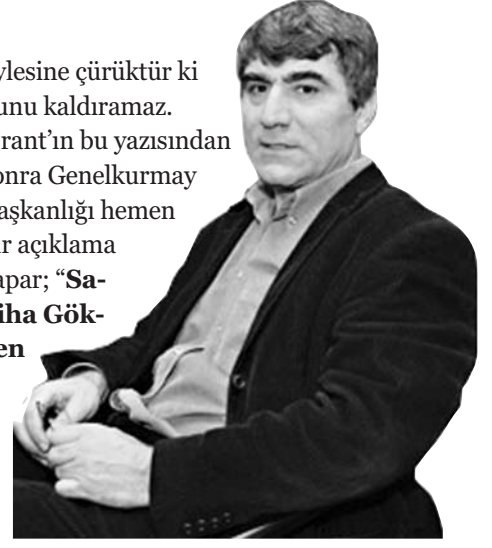 ylesine çürüktür ki
unu kaldıramaz.
rant’ın bu yazısından
onra Genelkurmay
aşkanlığı hemen
ir açıklama
apar; “Sa-
iha Gök-
en